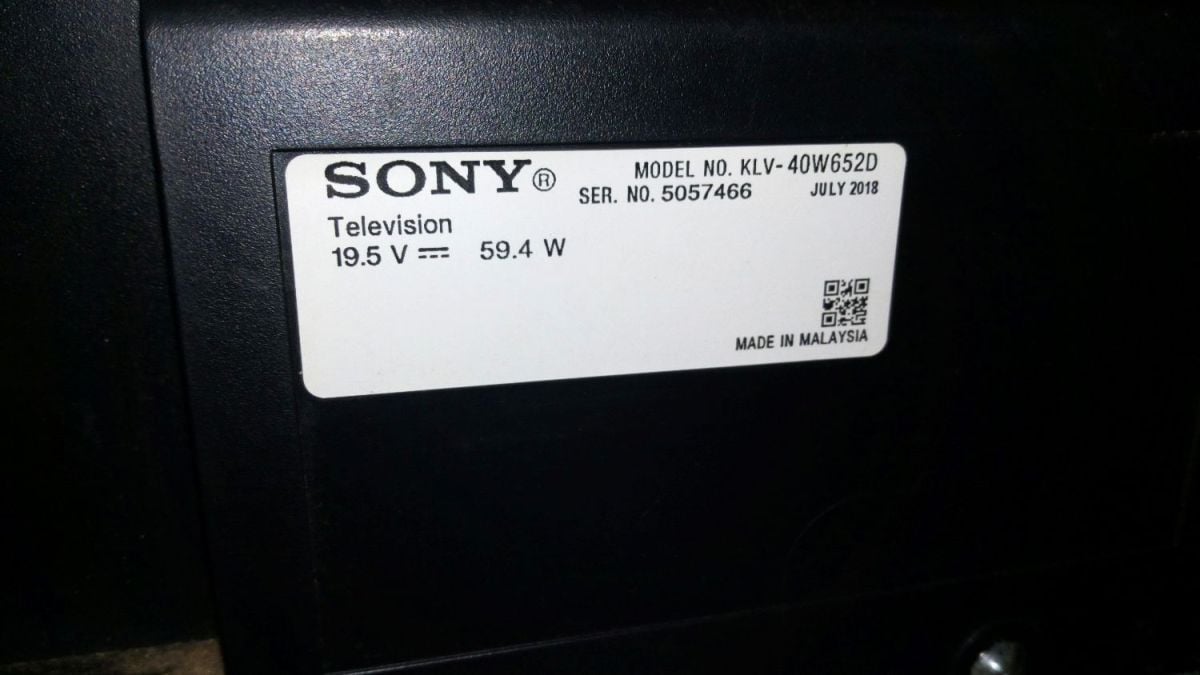 SONY®
MODEL NO. KLV-40W652D
SER. NO. 5057466 JULY 2018
Television
19.5 V ⎓ 59.4 W
MADE IN MALAYSIA